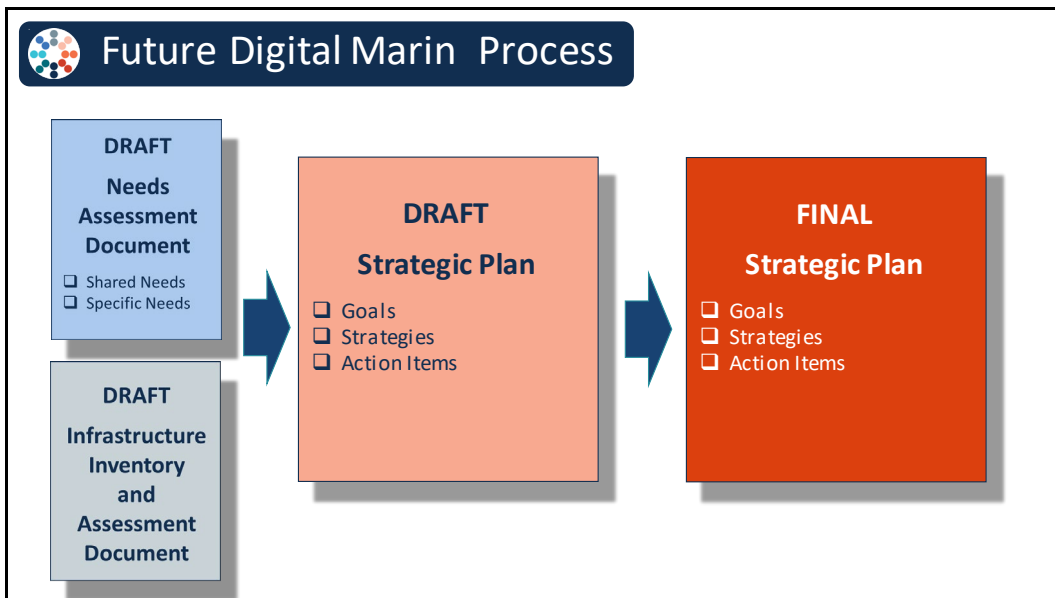 Future Digital Marin  Process
DRAFT
Needs
Assessment
Document
❑ Shared Needs
❑ Specific Needs
DRAFT
Infrastructure
Inventory
and
Assessment
Document
DRAFT
Strategic Plan
❑ Goals
❑ Strategies
❑ Action Items
FINAL
Strategic Plan
❑ Goals
❑ Strategies
❑ Action Items